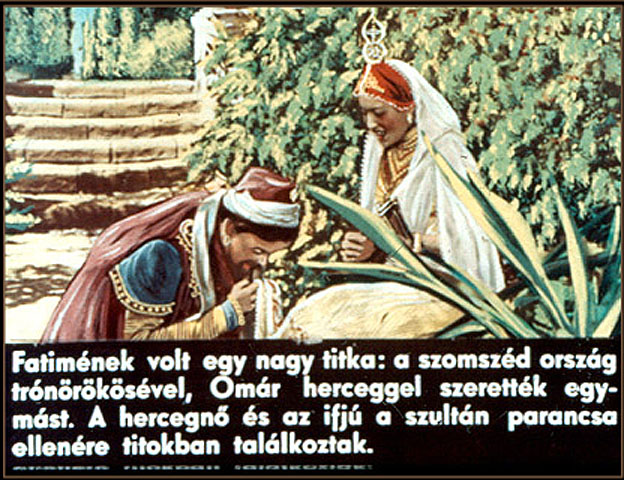 Fatimének volt egy nagy titka: a szomszéd ország
trónörökösével, Omár herceggel szerették egy-
mást. A hercegnő és az ifjú a szultán parancsa
ellenére titokban találkoztak.